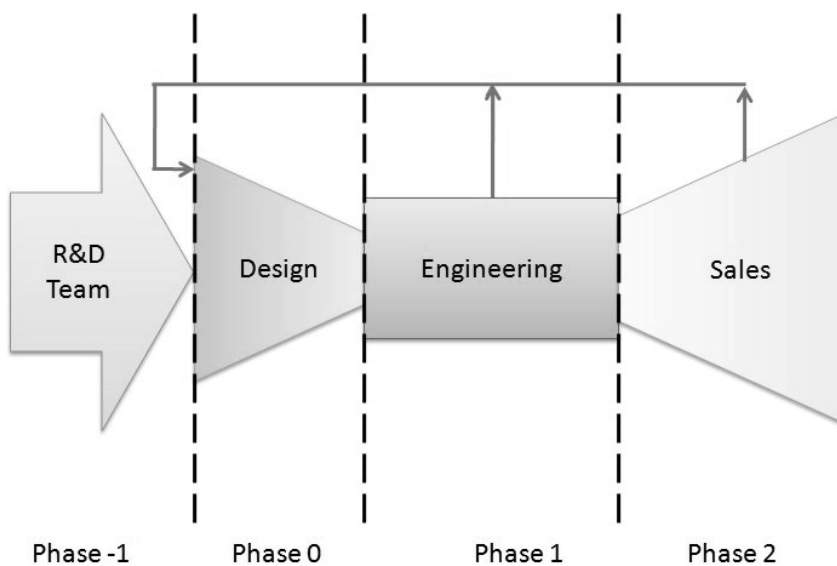 R&D
Team
Design
Engineering
Sales
Phase -1
Phase 0
Phase 1
Phase 2